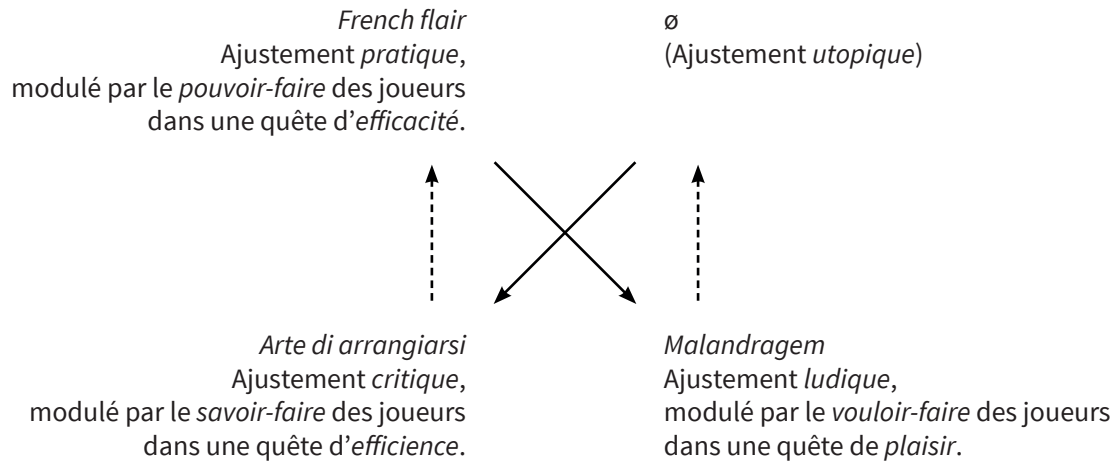 French flair
Ajustement pratique,
modulé par le pouvoir-faire des joueurs
dans une quête d’efficacité.
ø
(Ajustement utopique)
Arte di arrangiarsi
Ajustement critique,
modulé par le savoir-faire des joueurs
dans une quête d’efficience.
Malandragem
Ajustement ludique,
modulé par le vouloir-faire des joueurs
dans une quête de plaisir.